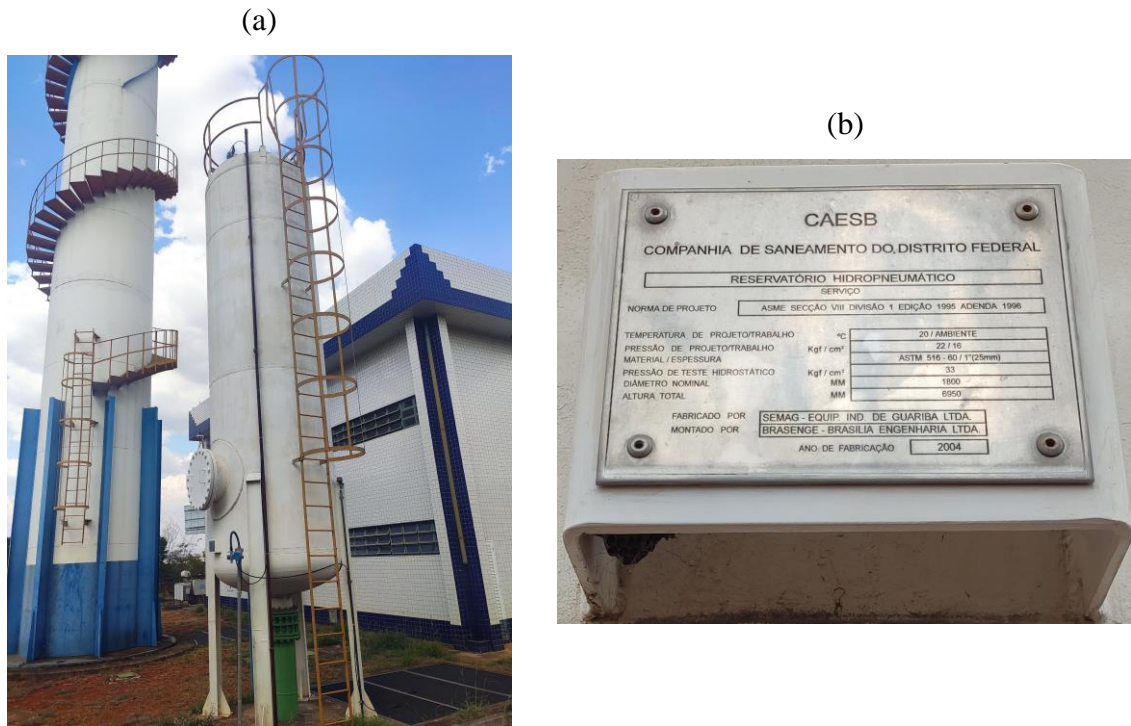 (a)
(b)
CAESB
COMPANHIA DE SANEAMENTO DO DISTRITO FEDERAL
RESERVATÓRIO HIDROPNEUMÁTICO
SERVIÇO
NORMA DE PROJETO ASME SECÇÃO VIII DIVISÃO 1 EDIÇÃO 1995 ADENDA 1996
TEMPERATURA DE PROJETO/TRABALHO ºC 20 / AMBIENTE
PRESSÃO DE PROJETO/TRABALHO Kgf / cm² 22 / 16
MATERIAL / ESPESSURA ASTM 516 - 60 / 1"(25mm)
PRESSÃO DE TESTE HIDROSTÁTICO Kgf / cm² 33
DIÂMETRO NOMINAL MM 1800
ALTURA TOTAL MM 6950
FABRICADO POR SEMAG - EQUIP. IND. DE GUARIBA LTDA.
MONTADO POR BRASENGE - BRASILIA ENGENHARIA LTDA.
ANO DE FABRICAÇÃO 2004